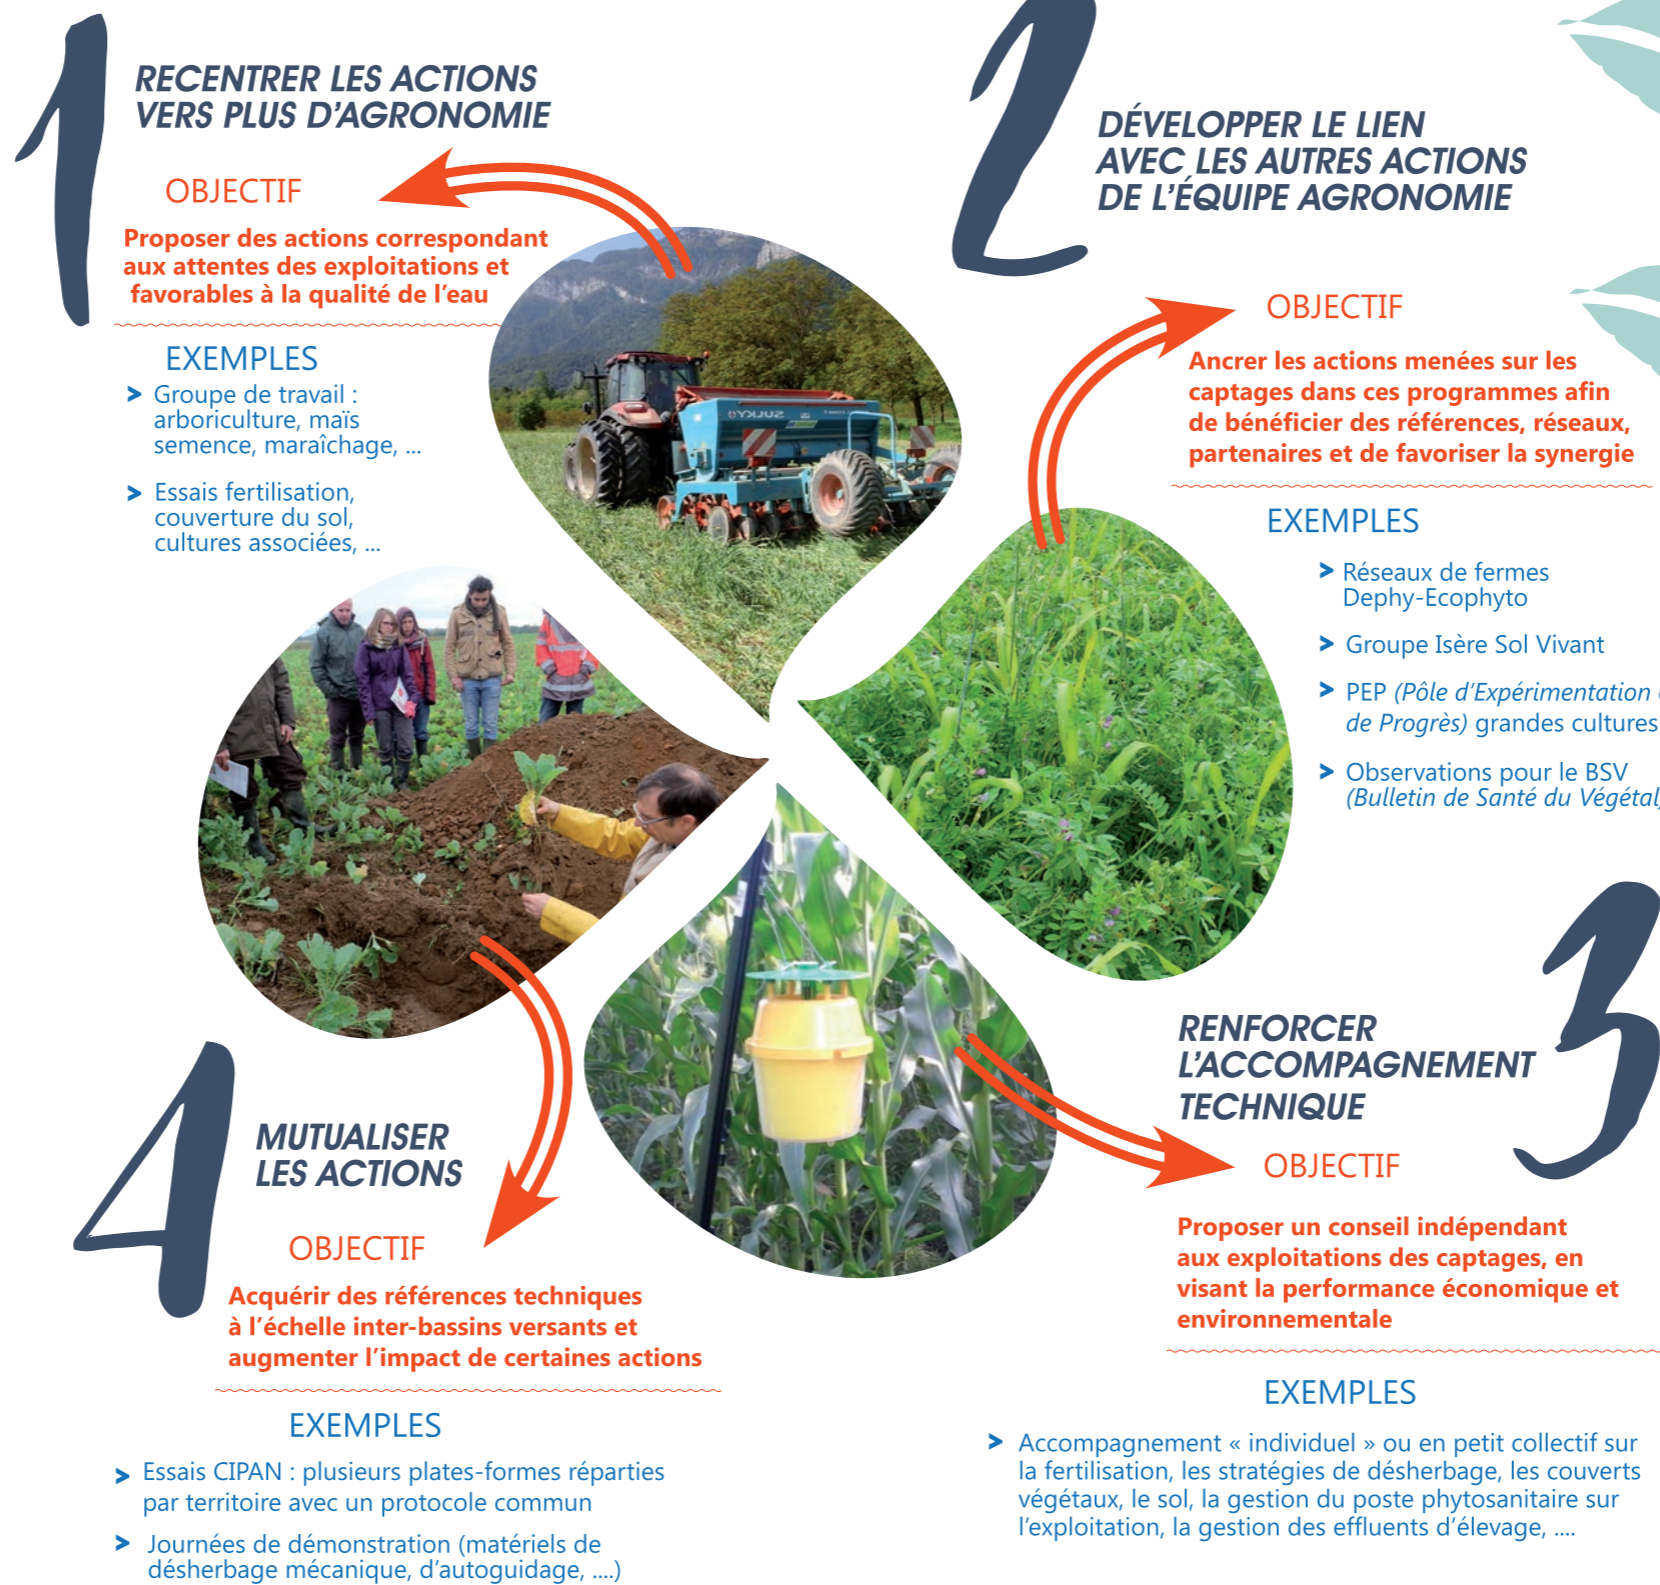 1
RECENTRER LES ACTIONS
VERS PLUS D'AGRONOMIE
OBJECTIF
Proposer des actions correspondant
aux attentes des exploitations et
favorables à la qualité de l'eau
EXEMPLES
> Groupe de travail :
arboriculture, maïs
semence, maraîchage, ...
> Essais fertilisation,
couverture du sol,
cultures associées, ...
2
DÉVELOPPER LE LIEN
AVEC LES AUTRES ACTIONS
DE L'ÉQUIPE AGRONOMIE
OBJECTIF
Ancrer les actions menées sur les
captages dans ces programmes afin
de bénéficier des références, réseaux,
partenaires et de favoriser la synergie
EXEMPLES
> Réseaux de fermes
Dephy-Ecophyto
> Groupe Isère Sol Vivant
> PEP (Pôle d'Expérimentation
de Progrès) grandes cultures
> Observations pour le BSV
(Bulletin de Santé du Végétal)
SULKY
3
RENFORCER
L'ACCOMPAGNEMENT
TECHNIQUE
OBJECTIF
Proposer un conseil indépendant
aux exploitations des captages, en
visant la performance économique et
environnementale
EXEMPLES
> Accompagnement « individuel » ou en petit collectif sur
la fertilisation, les stratégies de désherbage, les couverts
végétaux, le sol, la gestion du poste phytosanitaire sur
l'exploitation, la gestion des effluents d'élevage, ....
4
MUTUALISER
LES ACTIONS
OBJECTIF
Acquérir des références techniques
à l'échelle inter-bassins versants et
augmenter l'impact de certaines actions
EXEMPLES
> Essais CIPAN : plusieurs plates-formes réparties
par territoire avec un protocole commun
> Journées de démonstration (matériels de
désherbage mécanique, d'autoguidage, ....)